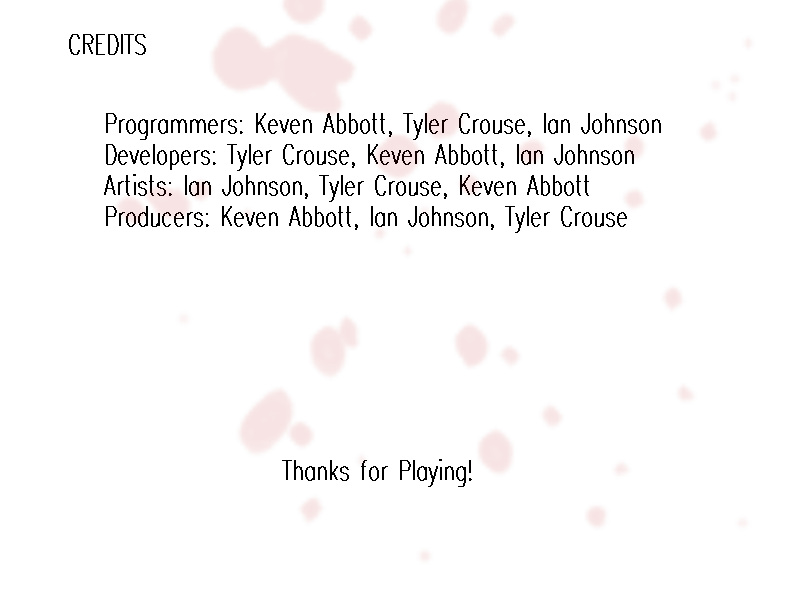 CREDITS
Programmers: Keven Abbott, Tyler Crouse, Ian Johnson
Developers: Tyler Crouse, Keven Abbott, Ian Johnson
Artists: Ian Johnson, Tyler Crouse, Keven Abbott
Producers: Keven Abbott, Ian Johnson, Tyler Crouse
Thanks for Playing!